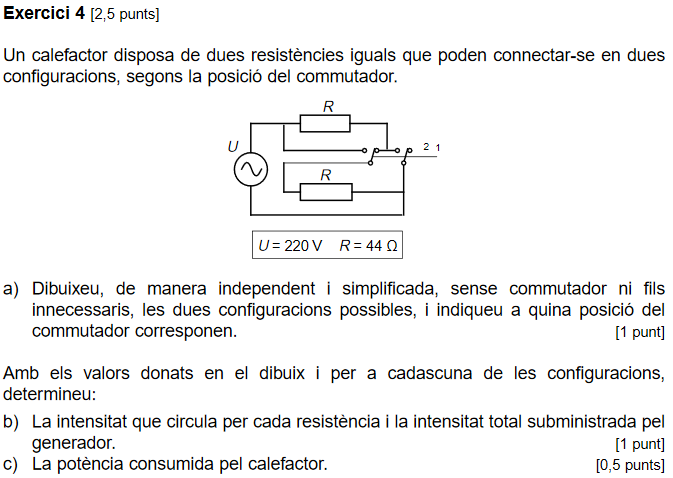 Exercici 4 [2,5 punts]
Un calefactor disposa de dues resistències iguals que poden connectar-se en dues
configuracions, segons la posició del commutador.
R
U
2 1
R
U = 220 V R = 44 Ω
a) Dibuixeu, de manera independent i simplificada, sense commutador ni fils
innecessaris, les dues configuracions possibles, i indiqueu a quina posició del
commutador corresponen. [1 punt]
Amb els valors donats en el dibuix i per a cadascuna de les configuracions,
determineu:
b) La intensitat que circula per cada resistència i la intensitat total subministrada pel
generador. [1 punt]
c) La potència consumida pel calefactor. [0,5 punts]